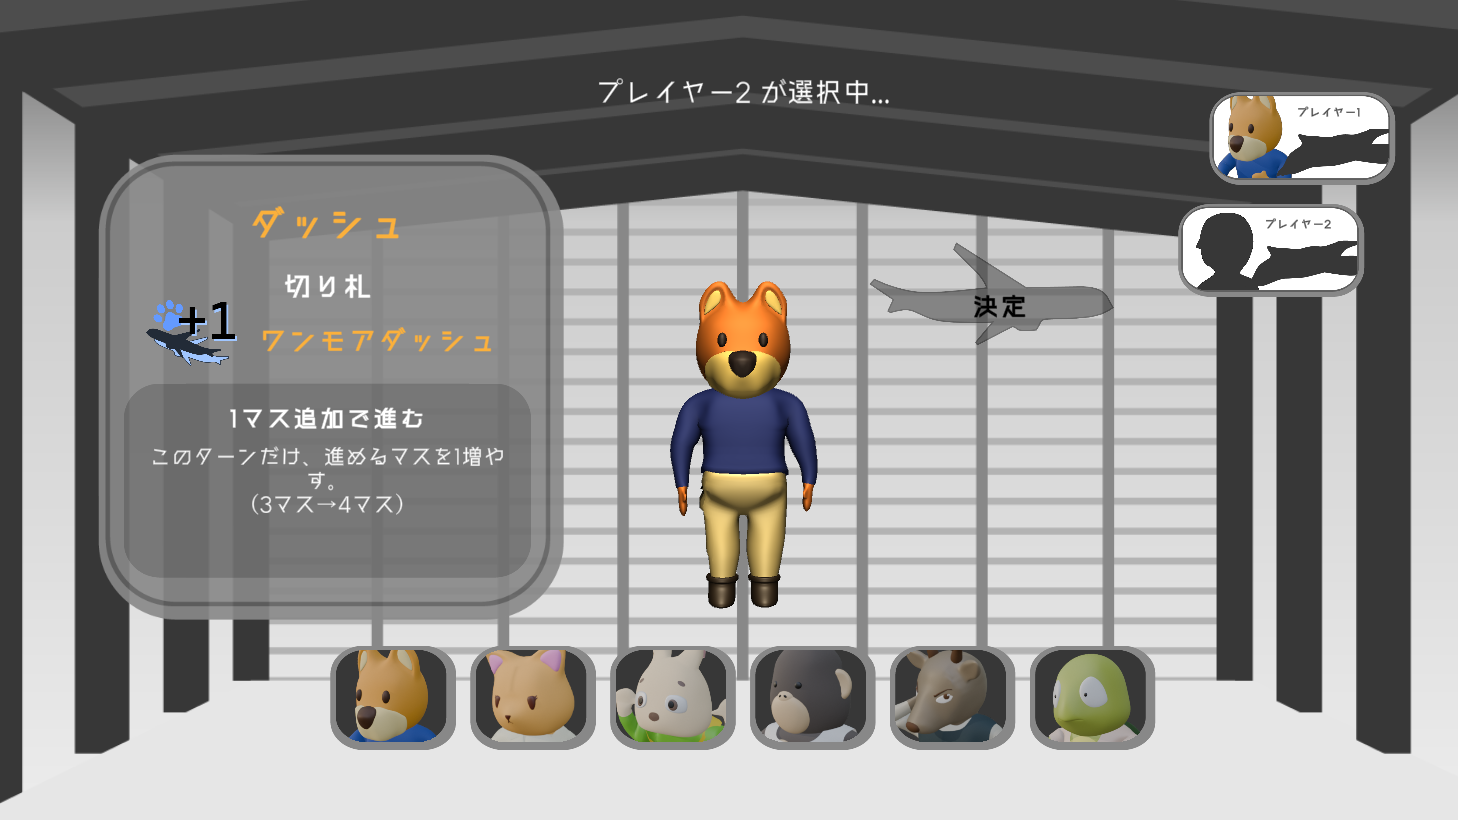 プレイヤー2 が選択中...
プレイヤー1
プレイヤー2
ダッシュ
切り札
+1
ワンモアダッシュ
1マス追加で進む
このターンだけ、進めるマスを1増や
す。
(3マス→4マス)
決定